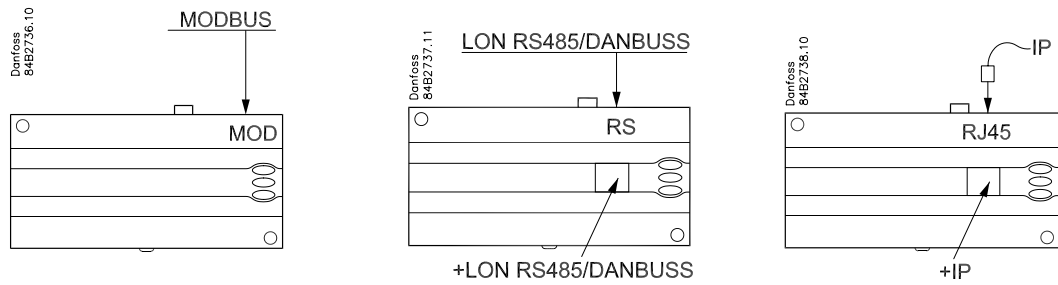 Danfoss
84B2736.10
MODBUS
MOD
Danfoss
84B2737.11
LON RS485/DANBUSS
RS
+LON RS485/DANBUSS
Danfoss
84B2738.10
IP
RJ45
+IP